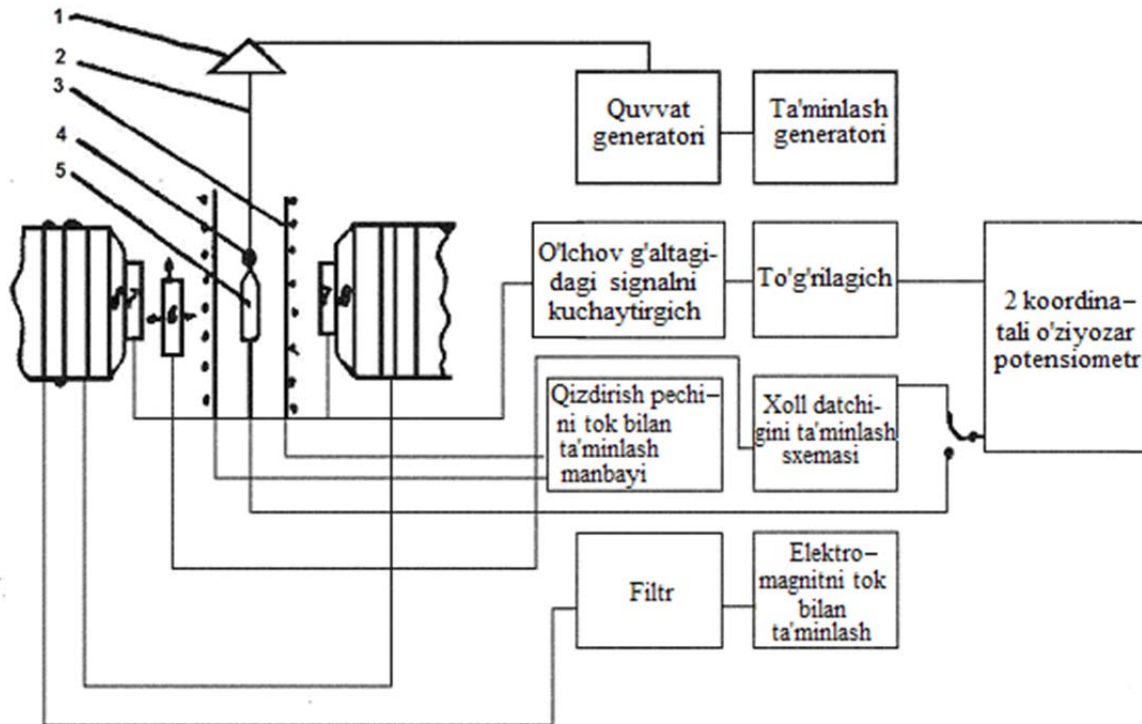 1
2
3
4
5
Quvvat
generatori
Ta'minlash
generatori
O'lchov g'altagi-
dagi signalni
kuchaytirgich
To'g'rilagich
2 koordina–
tali o'ziyozar
potensiometr
Qizdirish pechi–
ni tok bilan
ta'minlash
manbayi
Xoll datchi-
gini ta'minlash
sxemasi
Filtr
Elektro–
magnitni tok
bilan
ta'minlash
6
7